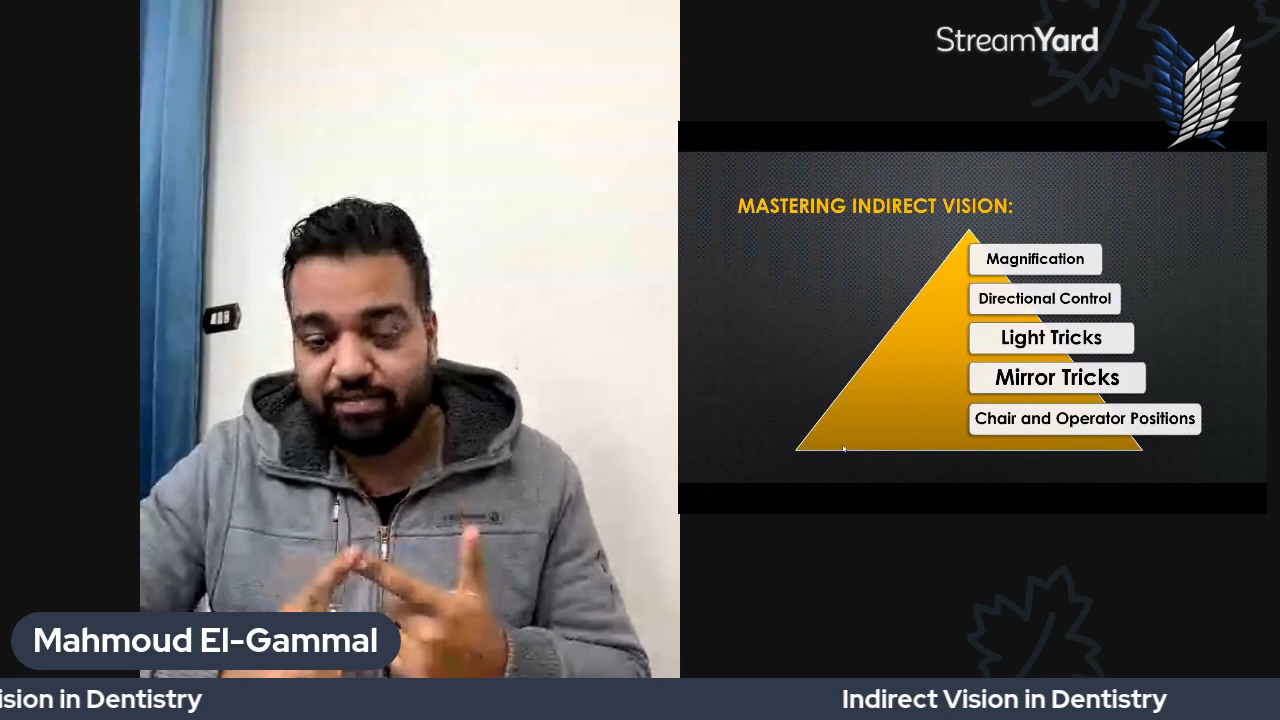 StreamYard
MASTERING INDIRECT VISION:
Magnification
Directional Control
Light Tricks
Mirror Tricks
Chair and Operator Positions
Mahmoud El-Gammal
ision in Dentistry
Indirect Vision in Dentistry